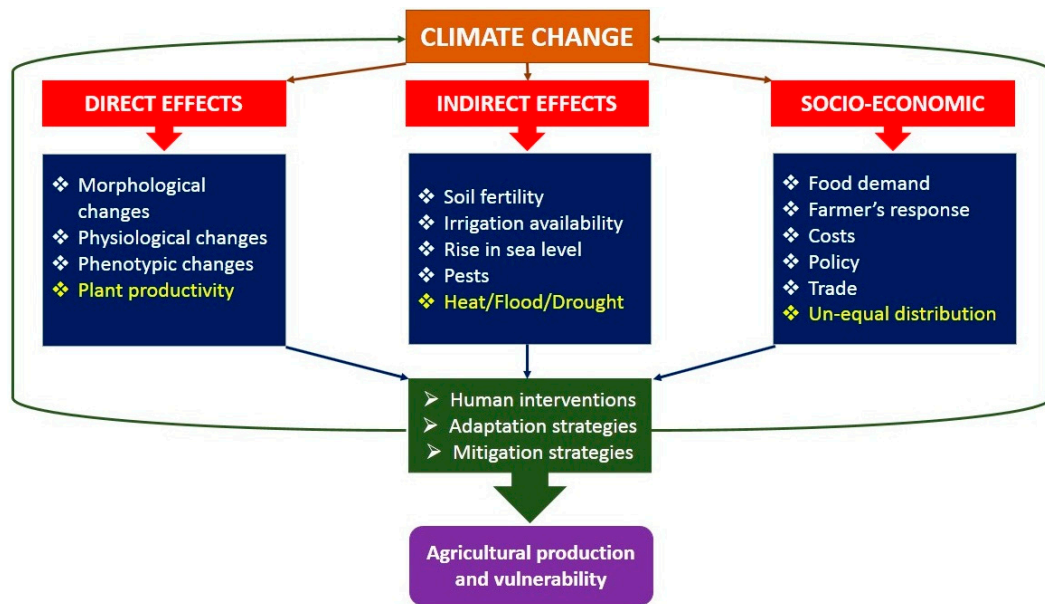 CLIMATE CHANGE
DIRECT EFFECTS
INDIRECT EFFECTS
SOCIO-ECONOMIC
❖ Morphological
changes
❖ Physiological changes
❖ Phenotypic changes
❖ Plant productivity
❖ Soil fertility
❖ Irrigation availability
❖ Rise in sea level
❖ Pests
❖ Heat/Flood/Drought
❖ Food demand
❖ Farmer’s response
❖ Costs
❖ Policy
❖ Trade
❖ Un-equal distribution
➢ Human interventions
➢ Adaptation strategies
➢ Mitigation strategies
Agricultural production
and vulnerability